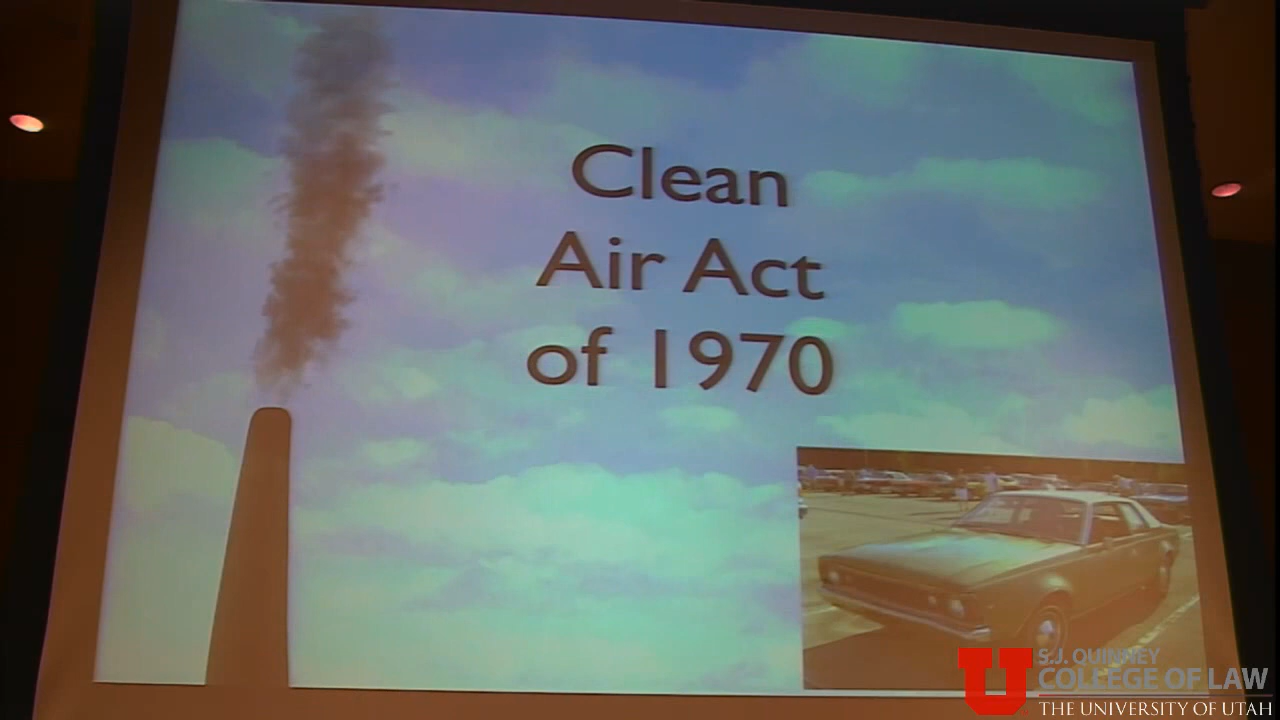 Clean
Air Act
of 1970
S.J. QUINNEY
COLLEGE OF LAW
THE UNIVERSITY OF UTAH